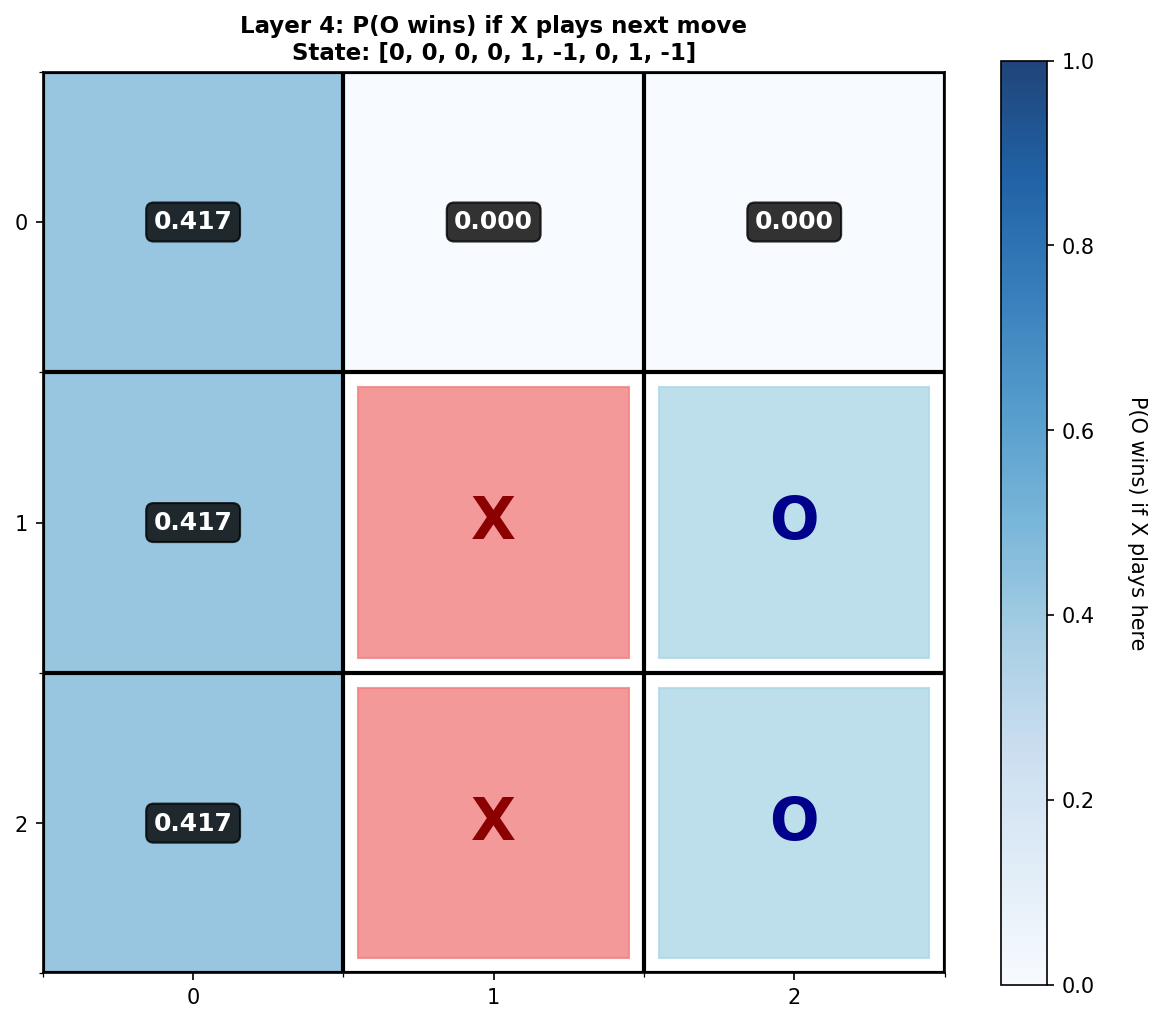 Layer 4: P(O wins) if X plays next move
State: [0, 0, 0, 0, 1, -1, 0, 1, -1]
0.417
0.000
0.000
0.417
X
O
0.417
X
O
0
1
2
0
1
2
1.0
0.8
0.6
0.4
0.2
0.0
P(O wins) if X plays here